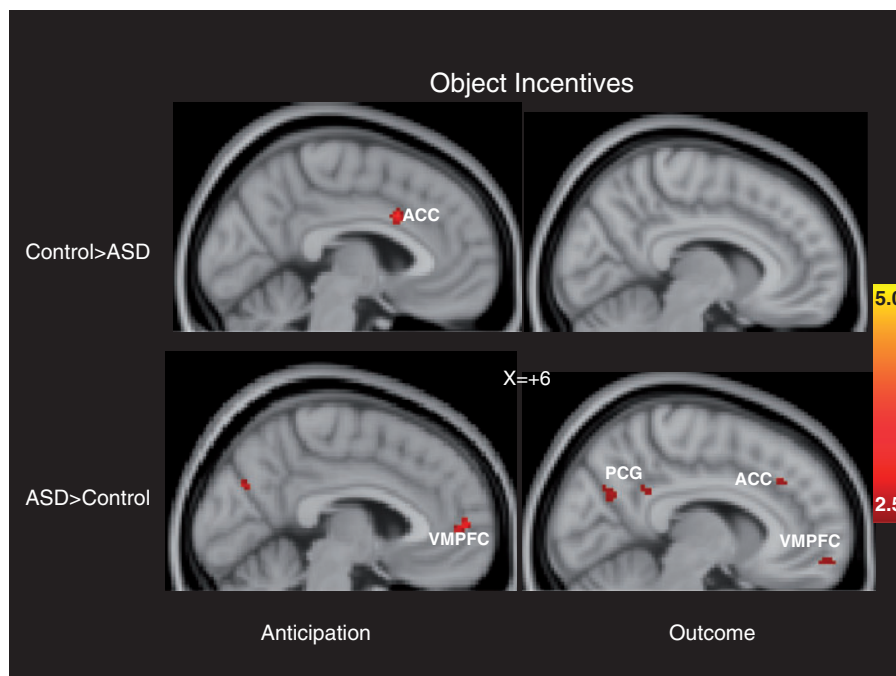 Object Incentives
ACC
Control>ASD
5.0
X=+6
PCG
ACC
ASD>Control
2.5
VMPFC
VMPFC
Anticipation
Outcome